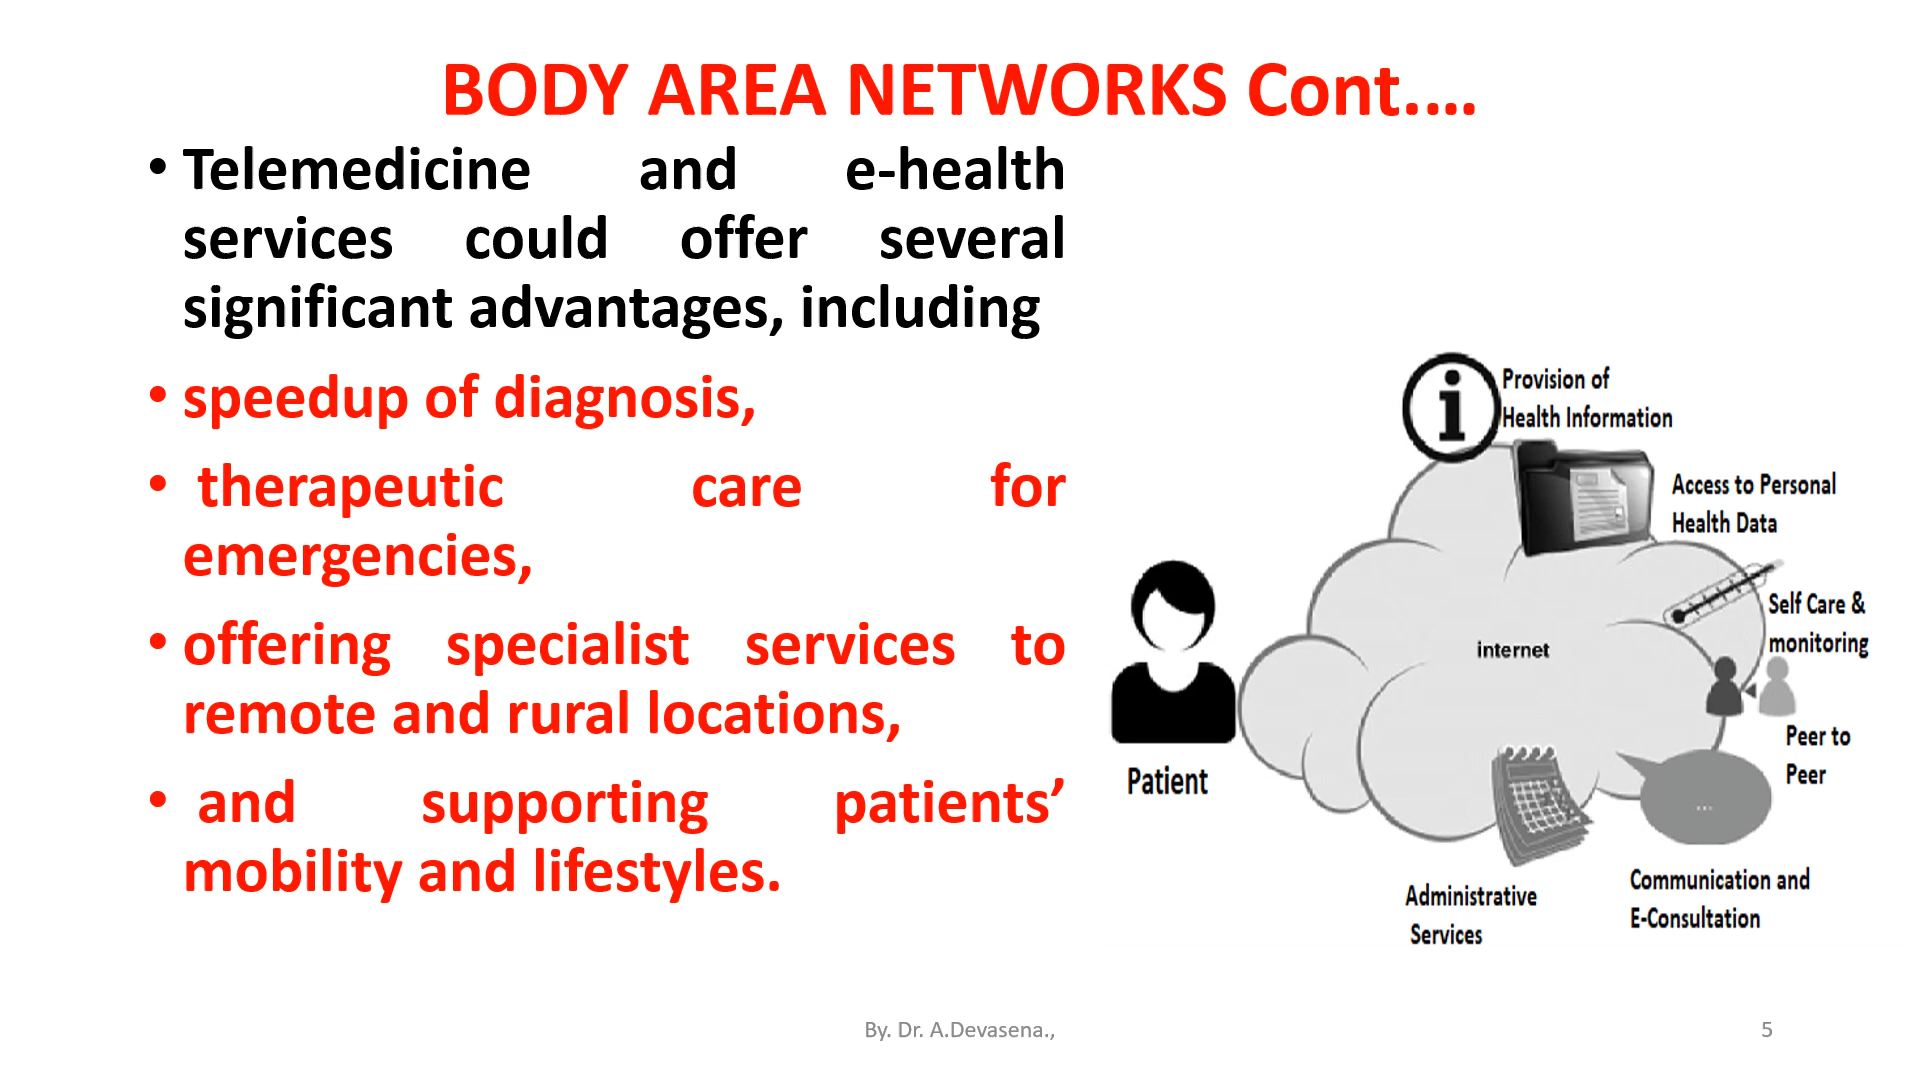 BODY AREA NETWORKS Cont.…
• Telemedicine and e-health
services could offer several
significant advantages, including
• speedup of diagnosis,
• therapeutic care for
emergencies,
• offering specialist services to
remote and rural locations,
• and supporting patients’
mobility and lifestyles.
Provision of
Health Information
Access to Personal
Health Data
Self Care &
monitoring
internet
Peer to
Peer
Patient
...
Communication and
E-Consultation
Administrative
Services
By. Dr. A.Devasena.,
5